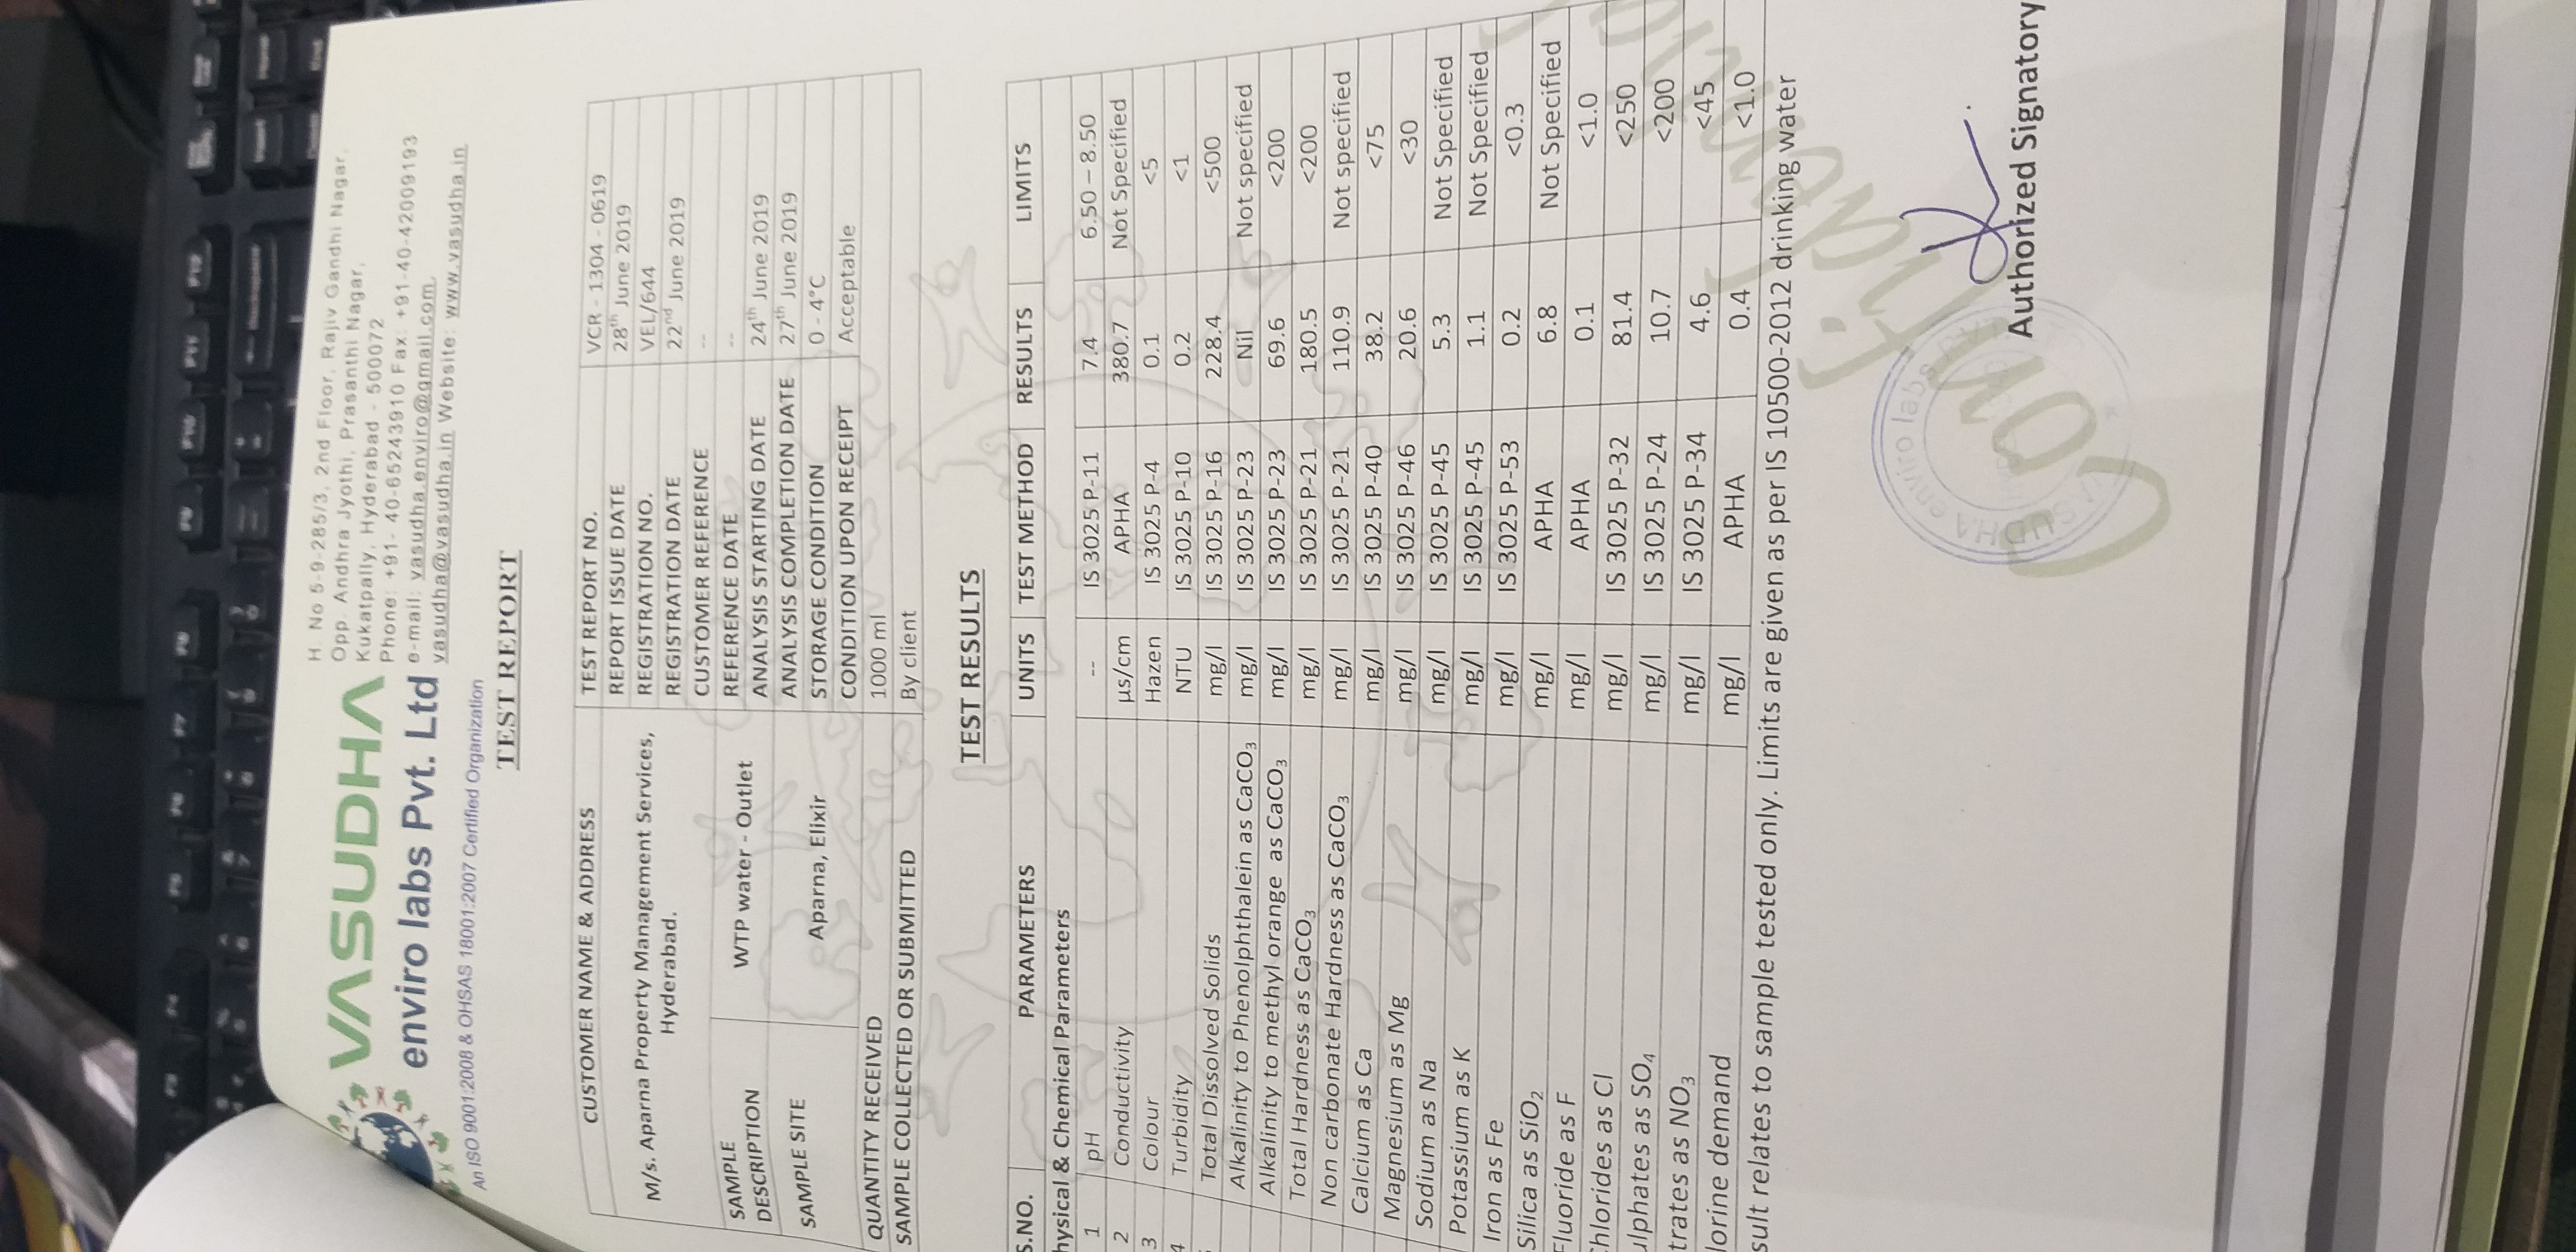 VASUDHA
enviro labs Pvt. Ltd
An ISO 9001:2008 & OHSAS 18001:2007 Certified Organization
H. No 5-9-285/3, 2nd Floor, Rajiv Gandhi Nagar,
Opp. Andhra Jyothi, Prasanthi Nagar,
Kukatpally, Hyderabad - 500072
Phone: +91- 40-65243910 Fax: +91-40-42009193
e-mail: vasudha.enviro@gmail.com,
vasudha@vasudha.in Website: www.vasudha.in
TEST REPORT
CUSTOMER NAME & ADDRESS
M/s. Aparna Property Management Services,
Hyderabad.
TEST REPORT NO. VCR - 1304 - 0619
REPORT ISSUE DATE 28th June 2019
REGISTRATION NO. VEL/644
REGISTRATION DATE 22nd June 2019
CUSTOMER REFERENCE --
SAMPLE DESCRIPTION WTP water - Outlet
REFERENCE DATE --
ANALYSIS STARTING DATE 24th June 2019
SAMPLE SITE Aparna, Elixir
ANALYSIS COMPLETION DATE 27th June 2019
STORAGE CONDITION 0 - 4°C
CONDITION UPON RECEIPT Acceptable
QUANTITY RECEIVED 1000 ml
SAMPLE COLLECTED OR SUBMITTED By client
TEST RESULTS
S.NO. PARAMETERS UNITS TEST METHOD RESULTS LIMITS
hysical & Chemical Parameters
1 pH -- IS 3025 P-11 7.4 6.50 – 8.50
2 Conductivity µs/cm APHA 380.7 Not Specified
3 Colour Hazen IS 3025 P-4 0.1 <5
4 Turbidity NTU IS 3025 P-10 0.2 <1
Total Dissolved Solids mg/l IS 3025 P-16 228.4 <500
Alkalinity to Phenolphthalein as CaCO3 mg/l IS 3025 P-23 Nil Not specified
Alkalinity to methyl orange as CaCO3 mg/l IS 3025 P-23 69.6 <200
Total Hardness as CaCO3 mg/l IS 3025 P-21 180.5 <200
Non carbonate Hardness as CaCO3 mg/l IS 3025 P-21 110.9 Not specified
Calcium as Ca mg/l IS 3025 P-40 38.2 <75
Magnesium as Mg mg/l IS 3025 P-46 20.6 <30
Sodium as Na mg/l IS 3025 P-45 5.3 Not Specified
Potassium as K mg/l IS 3025 P-45 1.1 Not Specified
Iron as Fe mg/l IS 3025 P-53 0.2 <0.3
Silica as SiO2 mg/l APHA 6.8 Not Specified
Fluoride as F mg/l APHA 0.1 <1.0
hlorides as Cl mg/l IS 3025 P-32 81.4 <250
ulphates as SO4 mg/l IS 3025 P-24 10.7 <200
trates as NO3 mg/l IS 3025 P-34 4.6 <45
lorine demand mg/l APHA 0.4 <1.0
sult relates to sample tested only. Limits are given as per IS 10500-2012 drinking water
Confidential
Authorized Signatory